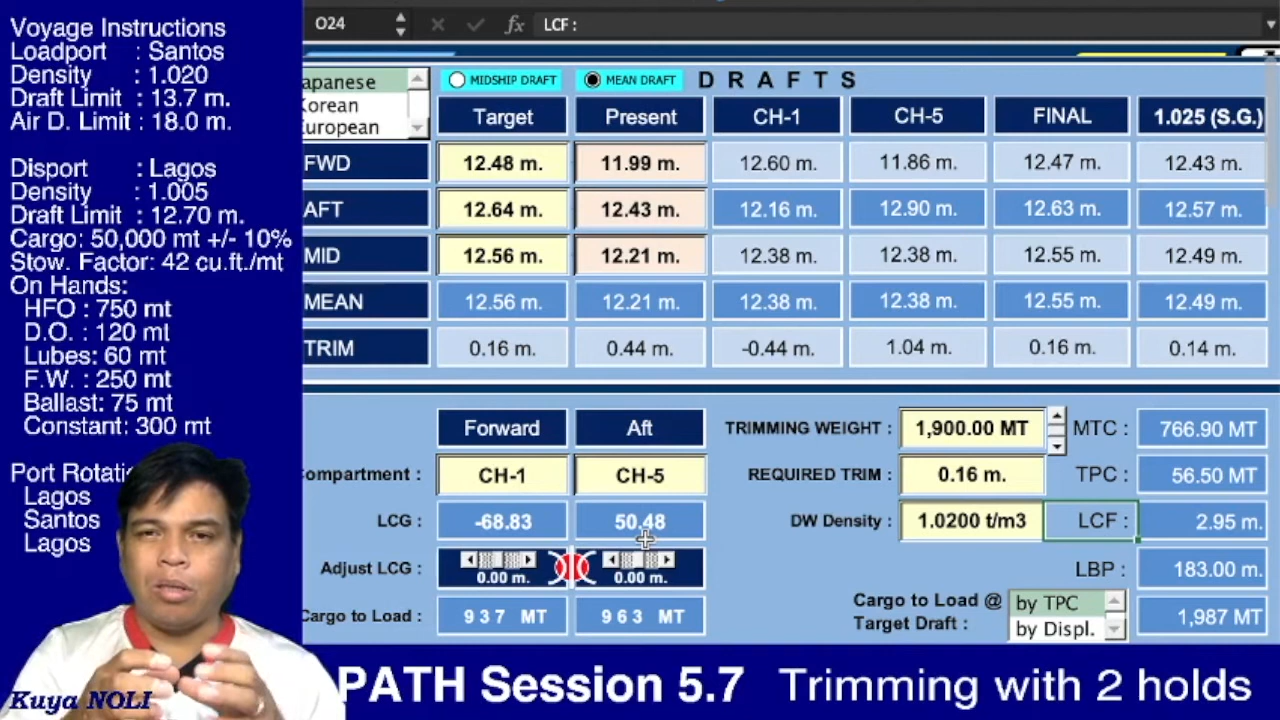 Voyage Instructions
Loadport : Santos
Density : 1.020
Draft Limit : 13.7 m.
Air D. Limit : 18.0 m.
Disport : Lagos
Density : 1.005
Draft Limit : 12.70 m.
Cargo: 50,000 mt +/- 10%
Stow. Factor: 42 cu.ft./mt
On Hands:
HFO : 750 mt
D.O. : 120 mt
Lubes: 60 mt
F.W. : 250 mt
Ballast: 75 mt
Constant: 300 mt
Port Rotatic
Lagos
Santos
Lagos
Kuya NOLI
O24 fx LCF :
apanese
Korean
European
MIDSHIP DRAFT MEAN DRAFT D R A F T S
Target Present CH-1 CH-5 FINAL 1.025 (S.G.)
FWD 12.48 m. 11.99 m. 12.60 m. 11.86 m. 12.47 m. 12.43 m.
AFT 12.64 m. 12.43 m. 12.16 m. 12.90 m. 12.63 m. 12.57 m.
MID 12.56 m. 12.21 m. 12.38 m. 12.38 m. 12.55 m. 12.49 m.
MEAN 12.56 m. 12.21 m. 12.38 m. 12.38 m. 12.55 m. 12.49 m.
TRIM 0.16 m. 0.44 m. -0.44 m. 1.04 m. 0.16 m. 0.14 m.
Forward Aft TRIMMING WEIGHT : 1,900.00 MT MTC : 766.90 MT
ompartment : CH-1 CH-5 REQUIRED TRIM : 0.16 m. TPC : 56.50 MT
LCG : -68.83 50.48 DW Density : 1.0200 t/m3 LCF : 2.95 m.
Adjust LCG : 0.00 m. 0.00 m. LBP : 183.00 m.
Cargo to Load : 937 MT 963 MT Cargo to Load @ Target Draft : by TPC by Displ. 1,987 MT
PATH Session 5.7 Trimming with 2 holds